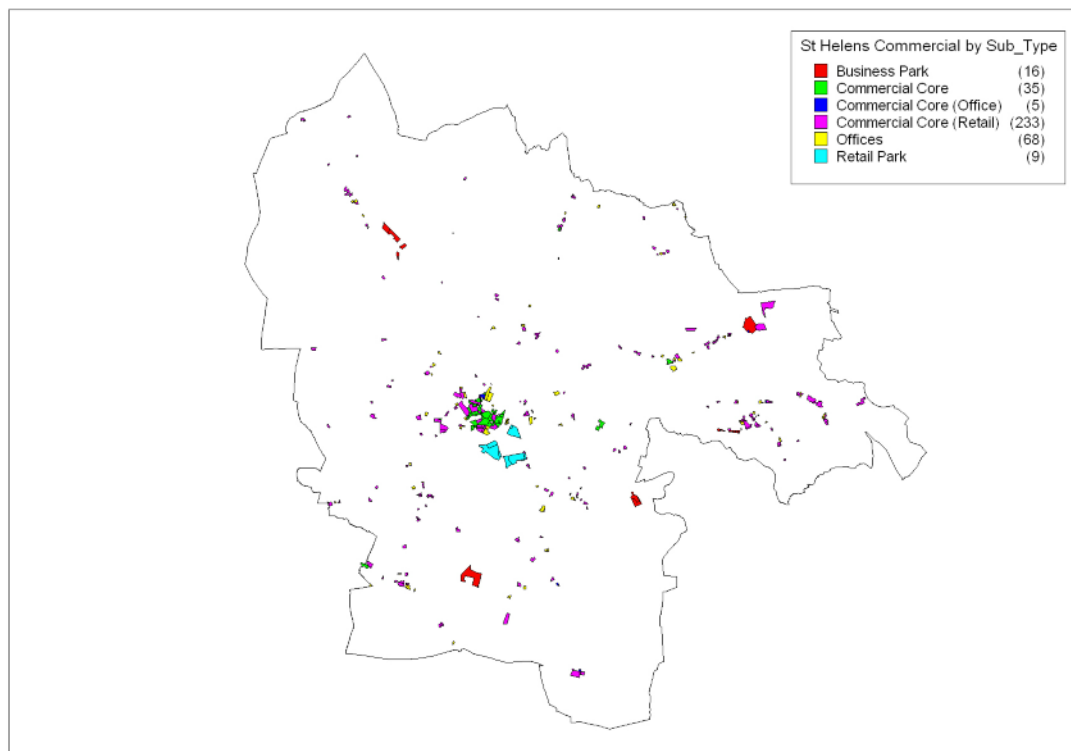 St Helens Commercial by Sub_Type
Business Park (16)
Commercial Core (35)
Commercial Core (Office) (5)
Commercial Core (Retail) (233)
Offices (68)
Retail Park (9)